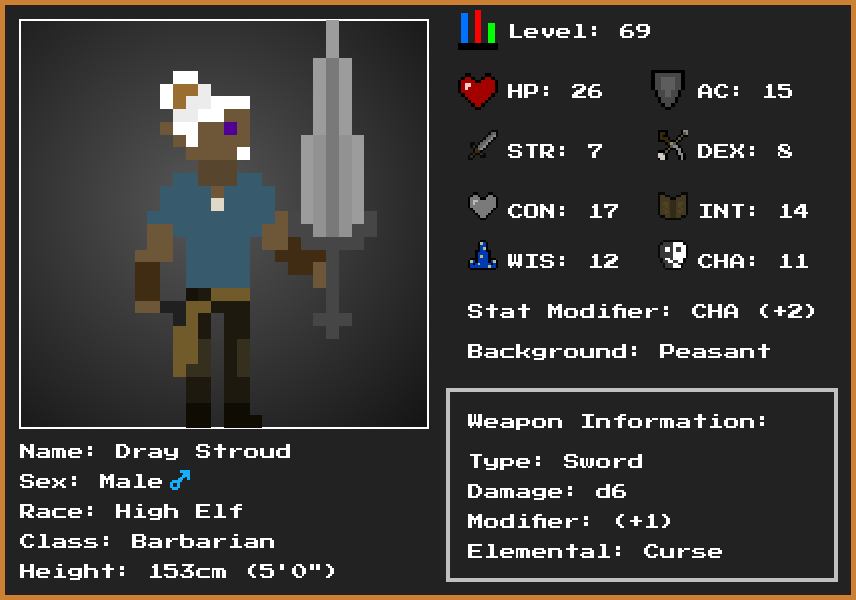 Level: 69
HP: 26
AC: 15
STR: 7
DEX: 8
CON: 17
INT: 14
WIS: 12
CHA: 11
Stat Modifier: CHA (+2)
Background: Peasant
Weapon Information:
Type: Sword
Damage: d6
Modifier: (+1)
Elemental: Curse
Name: Dray Stroud
Sex: Male♂
Race: High Elf
Class: Barbarian
Height: 153cm (5'0")